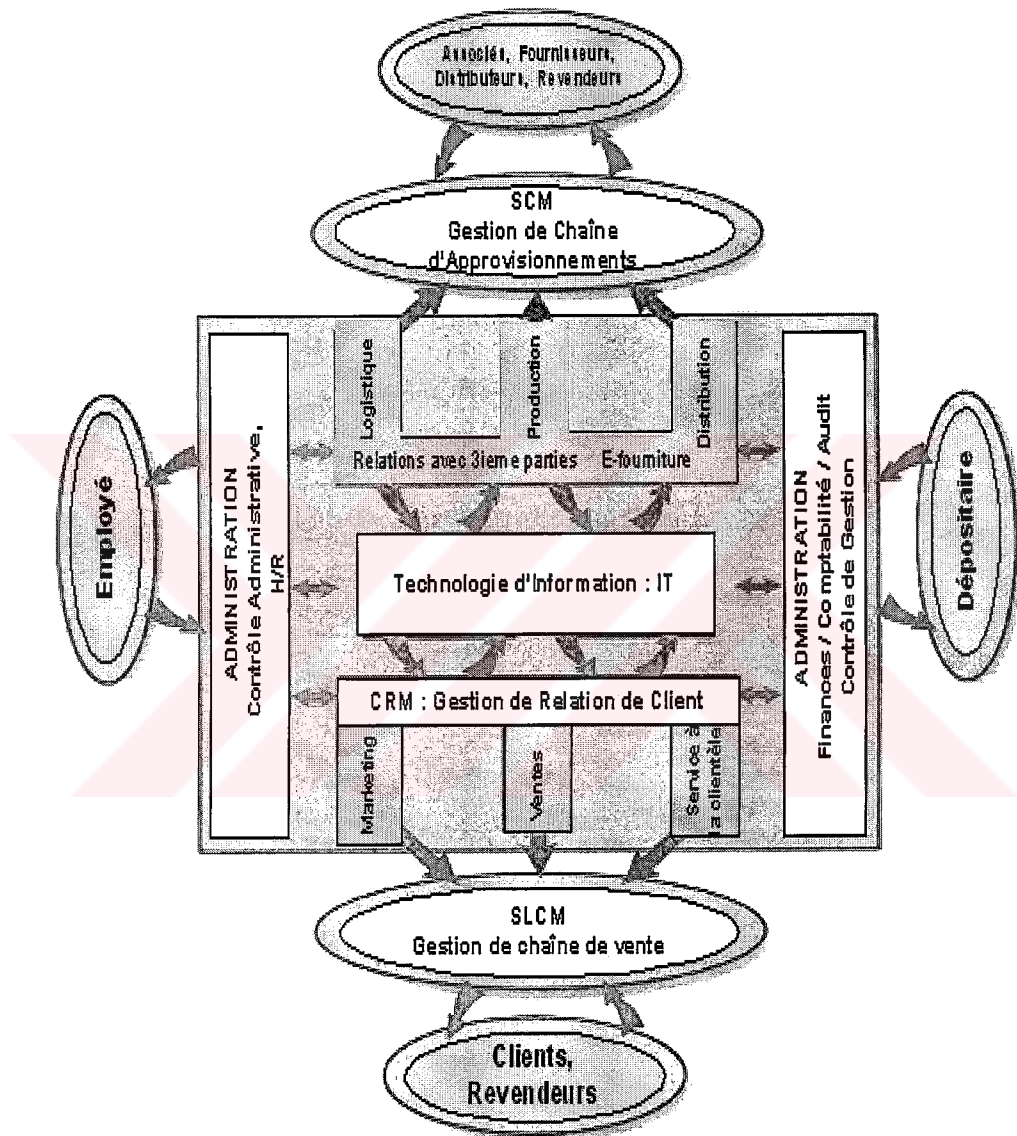 Associés, Fournisseurs,
Distributeurs, Revendeurs
SCM
Gestion de Chaîne
d'Approvisionnements
Logistique
Production
Distribution
Relations avec 3ieme parties E-fourniture
Employé
ADMINISTRATION
Contrôle Administrative,
H/R
Technologie d'Information : IT
ADMINISTRATION
Finances / Comptabilité / Audit
Contrôle de Gestion
Dépositaire
CRM : Gestion de Relation de Client
Marketing
Ventes
Service à
la clientèle
SLCM
Gestion de chaîne de vente
Clients,
Revendeurs